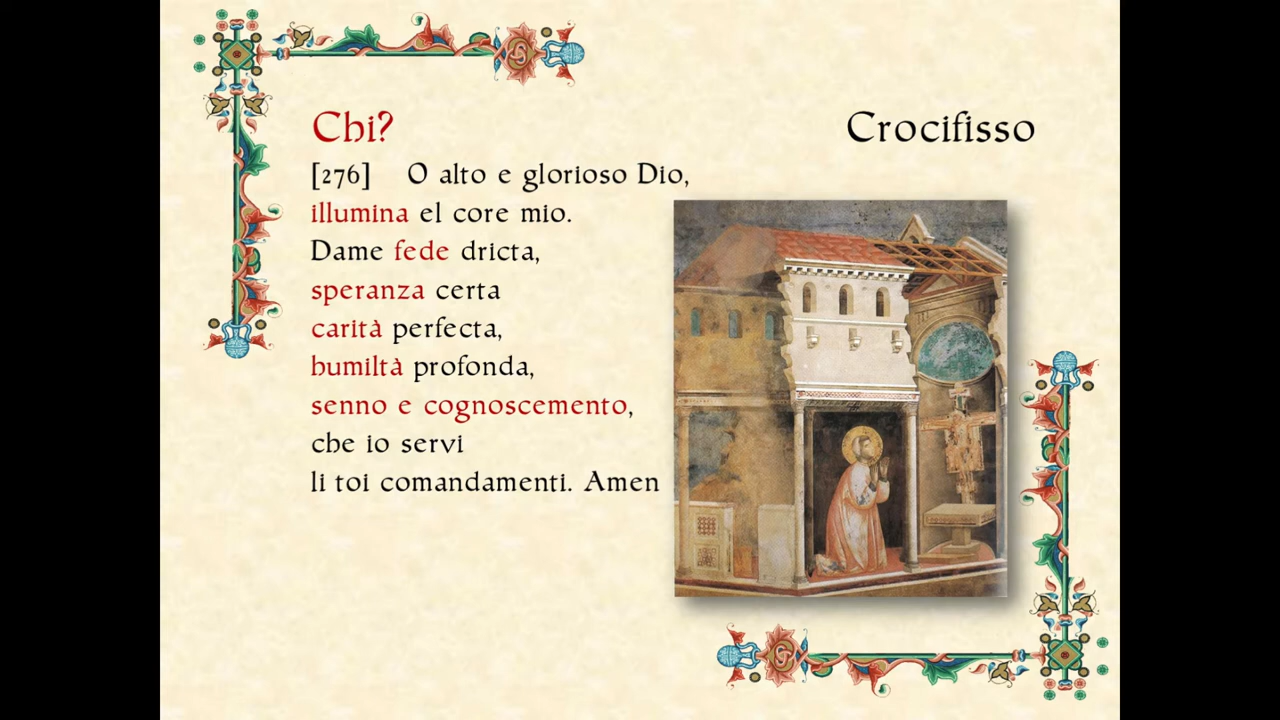 Chi?
Crocifisso
[276] O alto e glorioso Dio,
illumina el core mio.
Dame fede dricta,
speranza certa
carità perfecta,
humiltà profonda,
senno e cognoscemento,
che io servi
li toi comandamenti. Amen